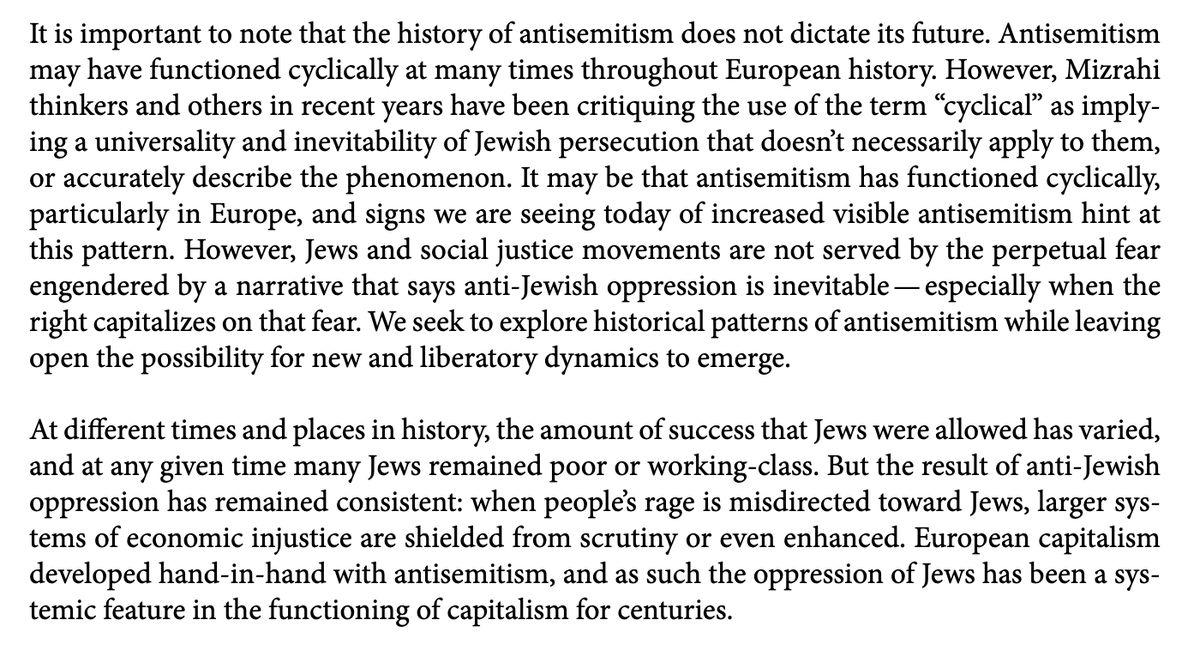 It is important to note that the history of antisemitism does not dictate its future. Antisemitism
may have functioned cyclically at many times throughout European history. However, Mizrahi
thinkers and others in recent years have been critiquing the use of the term “cyclical” as imply-
ing a universality and inevitability of Jewish persecution that doesn’t necessarily apply to them,
or accurately describe the phenomenon. It may be that antisemitism has functioned cyclically,
particularly in Europe, and signs we are seeing today of increased visible antisemitism hint at
this pattern. However, Jews and social justice movements are not served by the perpetual fear
engendered by a narrative that says anti-Jewish oppression is inevitable — especially when the
right capitalizes on that fear. We seek to explore historical patterns of antisemitism while leaving
open the possibility for new and liberatory dynamics to emerge.

At different times and places in history, the amount of success that Jews were allowed has varied,
and at any given time many Jews remained poor or working-class. But the result of anti-Jewish
oppression has remained consistent: when people’s rage is misdirected toward Jews, larger sys-
tems of economic injustice are shielded from scrutiny or even enhanced. European capitalism
developed hand-in-hand with antisemitism, and as such the oppression of Jews has been a sys-
temic feature in the functioning of capitalism for centuries.